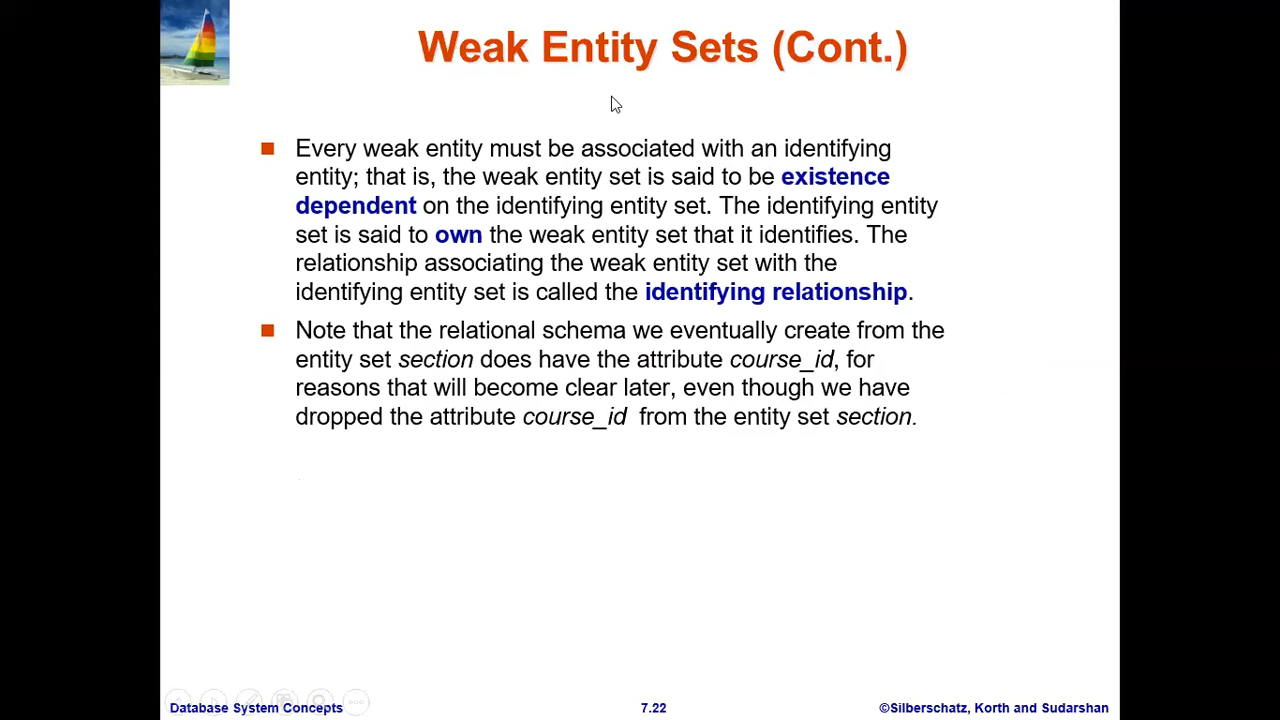 Weak Entity Sets (Cont.)
Every weak entity must be associated with an identifying
entity; that is, the weak entity set is said to be existence
dependent on the identifying entity set. The identifying entity
set is said to own the weak entity set that it identifies. The
relationship associating the weak entity set with the
identifying entity set is called the identifying relationship.
Note that the relational schema we eventually create from the
entity set section does have the attribute course_id, for
reasons that will become clear later, even though we have
dropped the attribute course_id from the entity set section.
Database System Concepts
7.22
©Silberschatz, Korth and Sudarshan